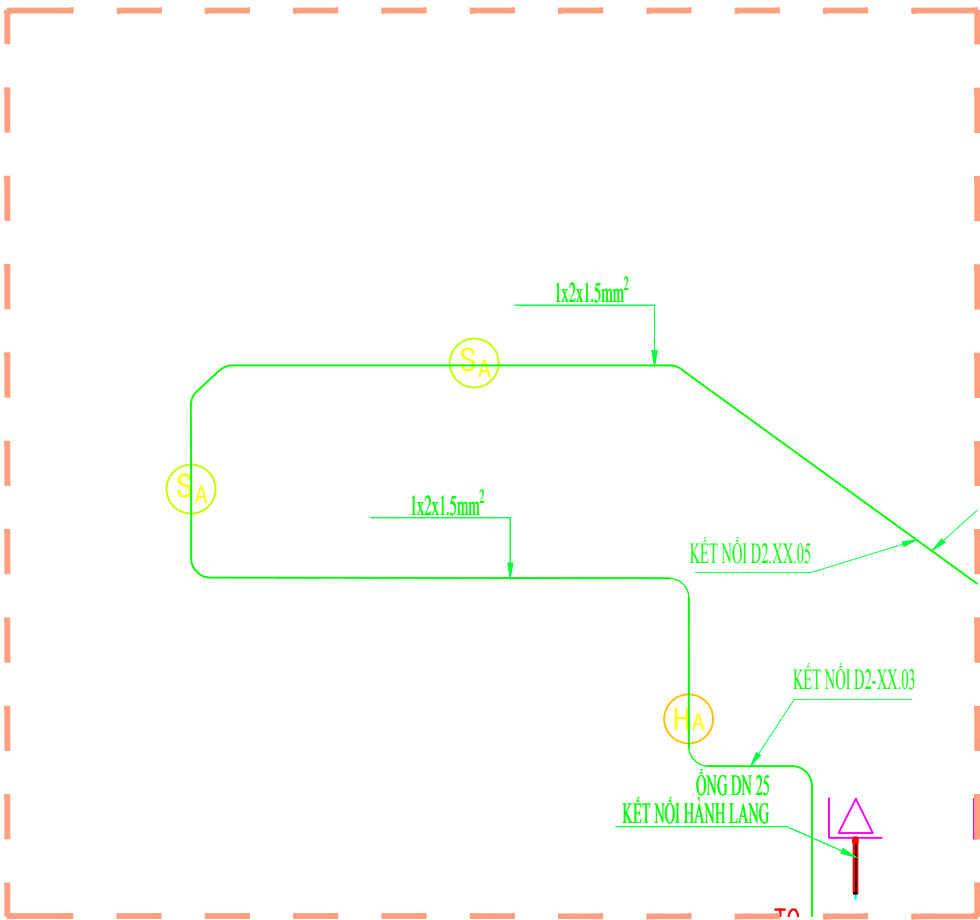 1x2x1.5mm²
SA
SA
1x2x1.5mm²
KẾT NỐI D2.XX.05
KẾT NỐI D2-XX.03
HA
ỐNG DN 25
KẾT NỐI HÀNH LANG